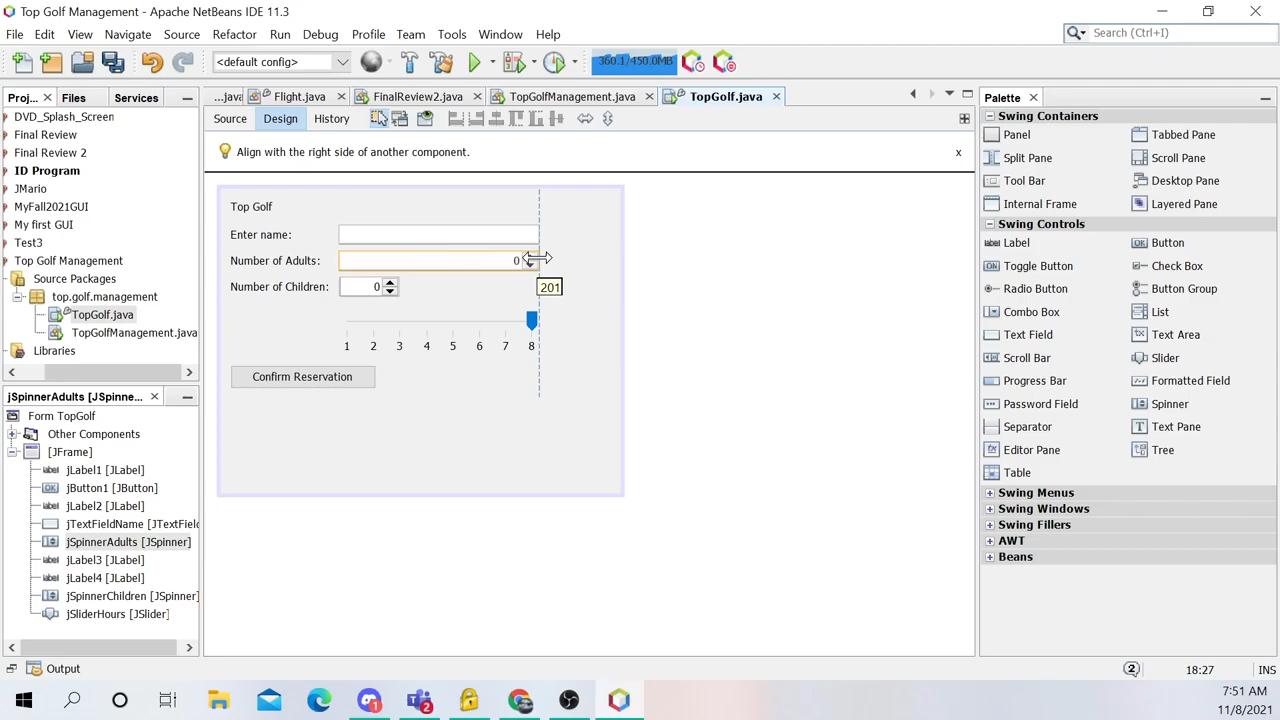 Top Golf Management - Apache NetBeans IDE 11.3
File Edit View Navigate Source Refactor Run Debug Profile Team Tools Window Help
Search (Ctrl+I)
<default config>
360.1/450.0MB
Proj... Files Services
...java Flight.java FinalReview2.java TopGolfManagement.java TopGolf.java
Palette
Source Design History
Align with the right side of another component.
x
DVD_Splash_Screen
Final Review
Final Review 2
ID Program
JMario
MyFall2021GUI
My first GUI
Test3
Top Golf Management
Source Packages
top.golf.management
TopGolf.java
TopGolfManagement.java
Libraries
jSpinnerAdults [JSpinne...
Form TopGolf
Other Components
[JFrame]
jLabel1 [JLabel]
jButton1 [JButton]
jLabel2 [JLabel]
jTextFieldName [JTextField
jSpinnerAdults [JSpinner]
jLabel3 [JLabel]
jLabel4 [JLabel]
jSpinnerChildren [JSpinner]
jSliderHours [JSlider]
Top Golf
Enter name:
Number of Adults: 0
Number of Children: 0
201
1 2 3 4 5 6 7 8
Confirm Reservation
Swing Containers
Panel Tabbed Pane
Split Pane Scroll Pane
Tool Bar Desktop Pane
Internal Frame Layered Pane
Swing Controls
Label Button
Toggle Button Check Box
Radio Button Button Group
Combo Box List
Text Field Text Area
Scroll Bar Slider
Progress Bar Formatted Field
Password Field Spinner
Separator Text Pane
Editor Pane Tree
Table
Swing Menus
Swing Windows
Swing Fillers
AWT
Beans
Output
2
18:27
INS
1
2
7:51 AM
11/8/2021